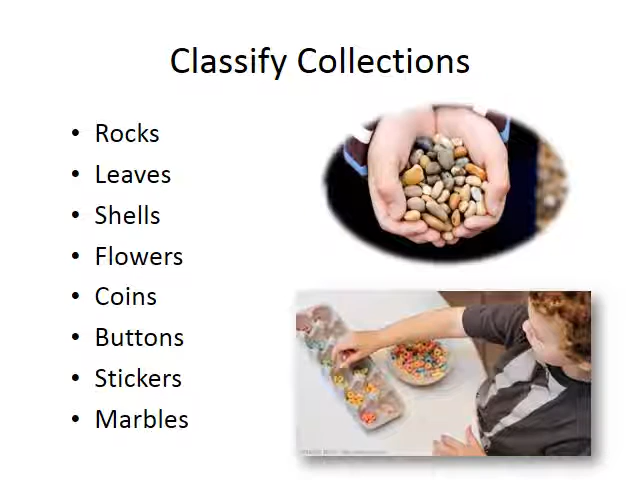 Classify Collections
• Rocks
• Leaves
• Shells
• Flowers
• Coins
• Buttons
• Stickers
• Marbles